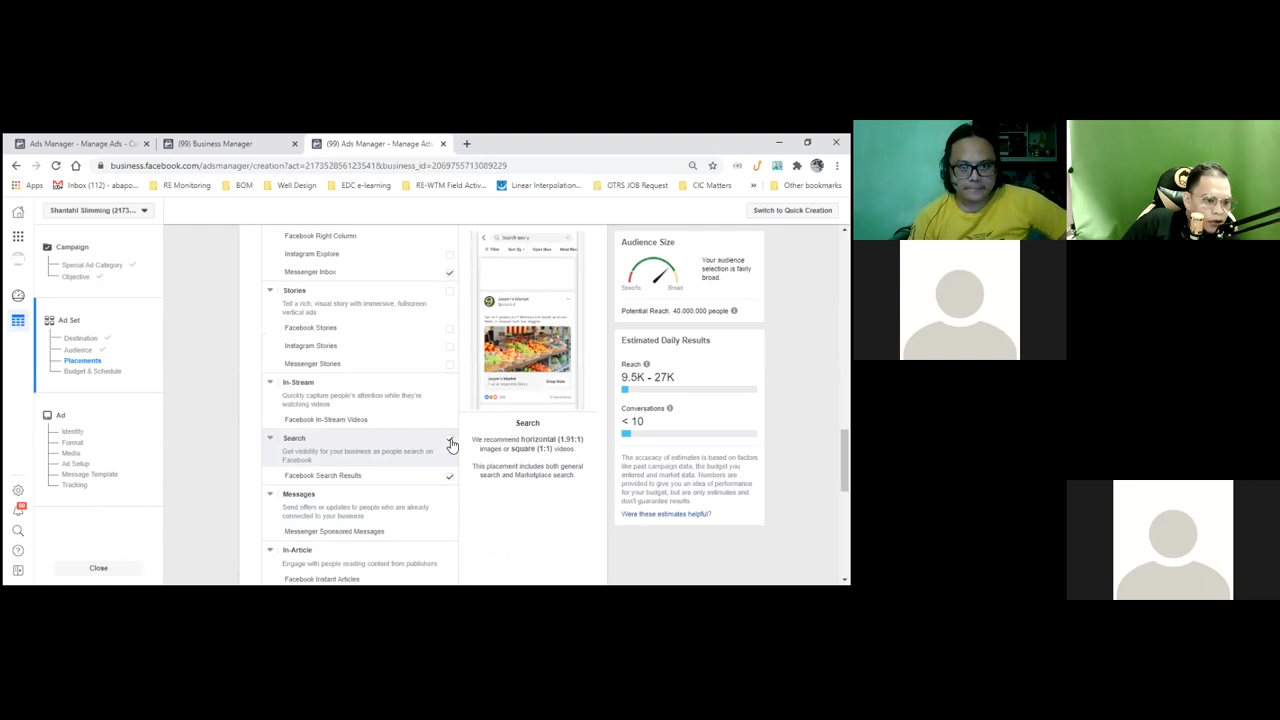 Ads Manager - Manage Ads - Ca
(99) Business Manager
(99) Ads Manager - Manage Ads
business.facebook.com/adsmanager/creation?act=217352856123541&business_id=2069755713089229
Apps
Inbox (112) - abapo...
RE Monitoring
BOM
Well Design
EDC e-learning
RE-WTM Field Activ...
Linear Interpolation...
OTRS JOB Request
CIC Matters
»
Other bookmarks
Shantahl Slimming (2173...
Switch to Quick Creation
Campaign
Special Ad Category
Objective
Ad Set
Destination
Audience
Placements
Budget & Schedule
Ad
Identity
Format
Media
Ad Setup
Message Template
Tracking
Close
Facebook Right Column
Instagram Explore
Messenger Inbox
Stories
Tell a rich, visual story with immersive, fullscreen
vertical ads
Facebook Stories
Instagram Stories
Messenger Stories
In-Stream
Quickly capture people's attention while they're
watching videos
Facebook In-Stream Videos
Search
Get visibility for your business as people search on
Facebook
Facebook Search Results
Messages
Send offers or updates to people who are already
connected to your business
Messenger Sponsored Messages
In-Article
Engage with people reading content from publishers
Facebook Instant Articles
Filter
Sort By
Open Now
Jasper's Market
Jasper's Market
Shop Now
Search
We recommend horizontal (1.91:1)
images or square (1:1) videos.
This placement includes both general
search and Marketplace search.
Audience Size
Your audience
selection is fairly
broad.
Specific
Broad
Potential Reach: 40,000,000 people
Estimated Daily Results
Reach
9.5K - 27K
Conversations
< 10
The accuracy of estimates is based on factors
like past campaign data, the budget you
entered and market data. Numbers are
provided to give you an idea of performance
for your budget, but are only estimates and
don't guarantee results.
Were these estimates helpful?